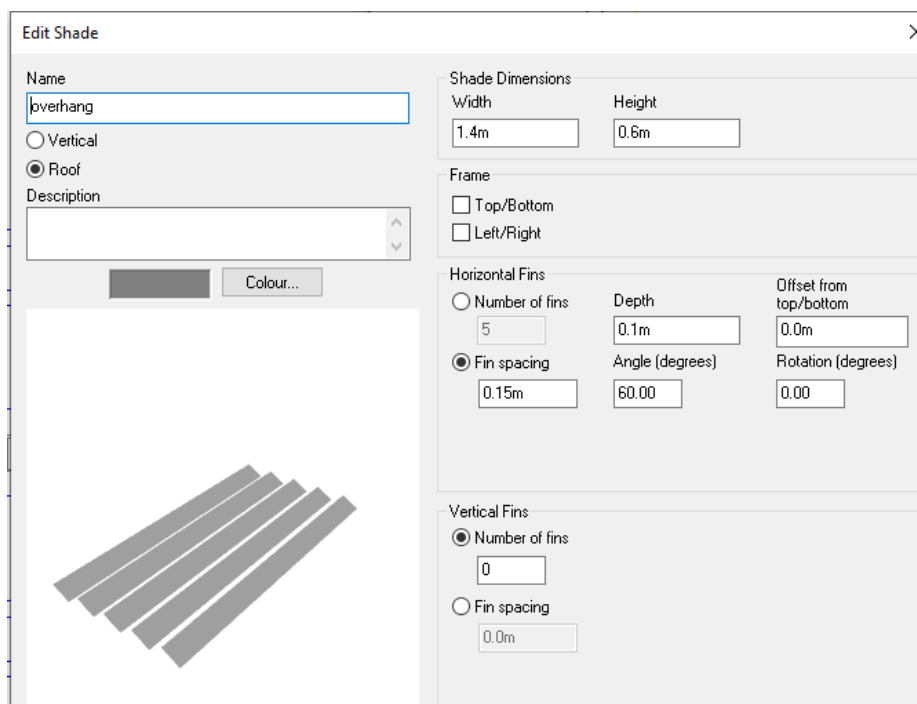 Edit Shade
Name
overhang
Vertical
Roof
Description
Colour...
Shade Dimensions
Width
Height
1.4m
0.6m
Frame
Top/Bottom
Left/Right
Horizontal Fins
Number of fins
Depth
Offset from
top/bottom
5
0.1m
0.0m
Fin spacing
Angle (degrees)
Rotation (degrees)
0.15m
60.00
0.00
Vertical Fins
Number of fins
0
Fin spacing
0.0m